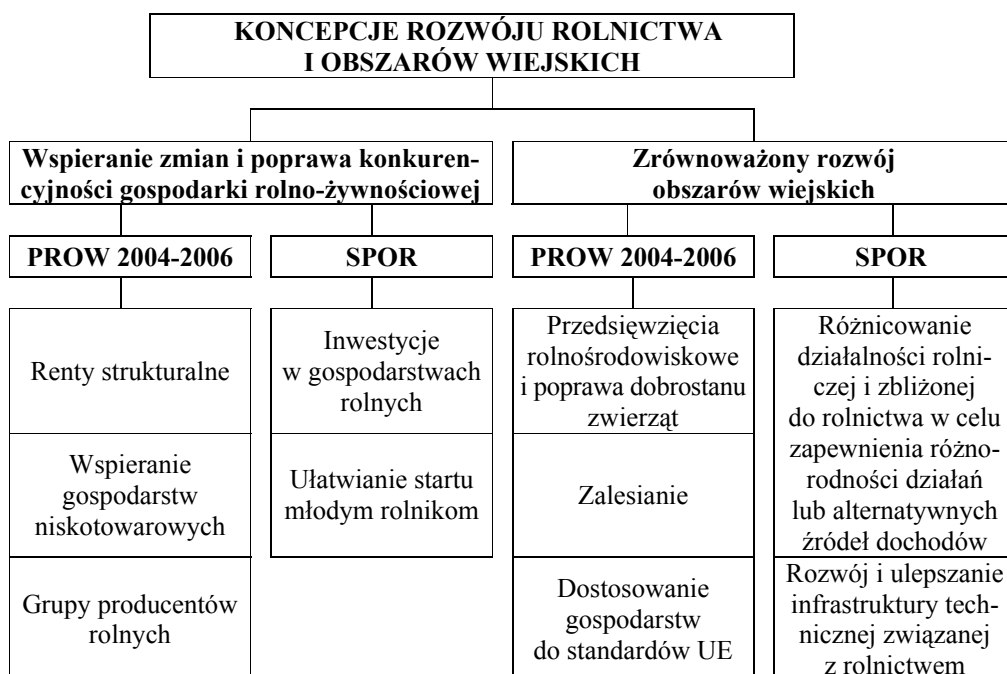 KONCEPCJE ROZWÓJU ROLNICTWA
I OBSZARÓW WIEJSKICH
Wspieranie zmian i poprawa konkuren-
cyjności gospodarki rolno-żywnościowej
Zrównoważony rozwój
obszarów wiejskich
PROW 2004-2006
SPOR
PROW 2004-2006
SPOR
Renty strukturalne
Wspieranie
gospodarstw
niskotowarowych
Grupy producentów
rolnych
Inwestycje
w gospodarstwach
rolnych
Ułatwianie startu
młodym rolnikom
Przedsięwzięcia
rolnośrodowiskowe
i poprawa dobrostanu
zwierząt
Zalesianie
Dostosowanie
gospodarstw
do standardów UE
Różnicowanie
działalności rolni-
czej i zbliżonej
do rolnictwa w celu
zapewnienia różno-
rodności działań
lub alternatywnych
źródeł dochodów
Rozwój i ulepszanie
infrastruktury tech-
nicznej związanej
z rolnictwem